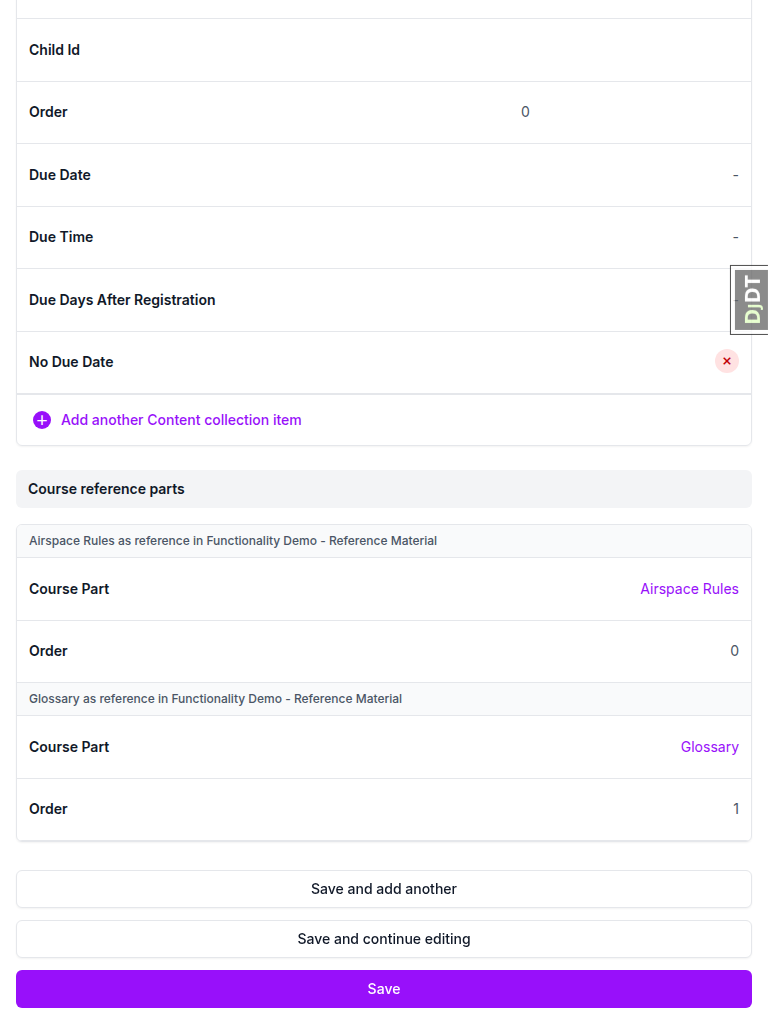 Child Id
Order 0
Due Date -
Due Time -
DjDT
Due Days After Registration -
No Due Date
Add another Content collection item
Course reference parts
Airspace Rules as reference in Functionality Demo - Reference Material
Course Part Airspace Rules
Order 0
Glossary as reference in Functionality Demo - Reference Material
Course Part Glossary
Order 1
Save and add another
Save and continue editing
Save